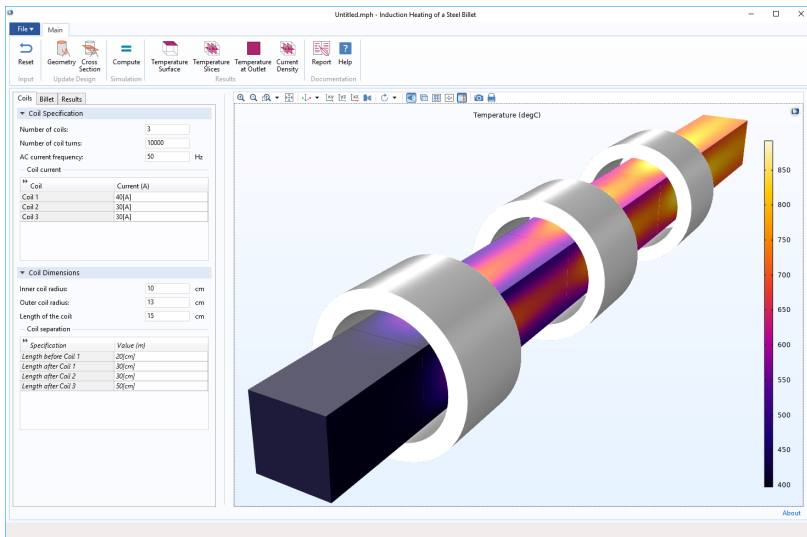 Untitled.mph - Induction Heating of a Steel Billet
File Main
Reset Geometry Cross Section Compute Temperature Surface Temperature Slices Temperature at Outlet Current Density Report Help
Input Update Design Simulation Results Documentation
Coils Billet Results
Coil Specification
Number of coils: 3
Number of coil turns: 10000
AC current frequency: 50 Hz
Coil current
Coil Current (A)
Coil 1 40[A]
Coil 2 30[A]
Coil 3 30[A]
Coil Dimensions
Inner coil radius: 10 cm
Outer coil radius: 13 cm
Length of the coil: 15 cm
Coil separation
Specification Value (m)
Length before Coil 1 20[cm]
Length after Coil 1 30[cm]
Length after Coil 2 30[cm]
Length after Coil 3 50[cm]
Temperature (degC)
850
800
750
700
650
600
550
500
450
400
About